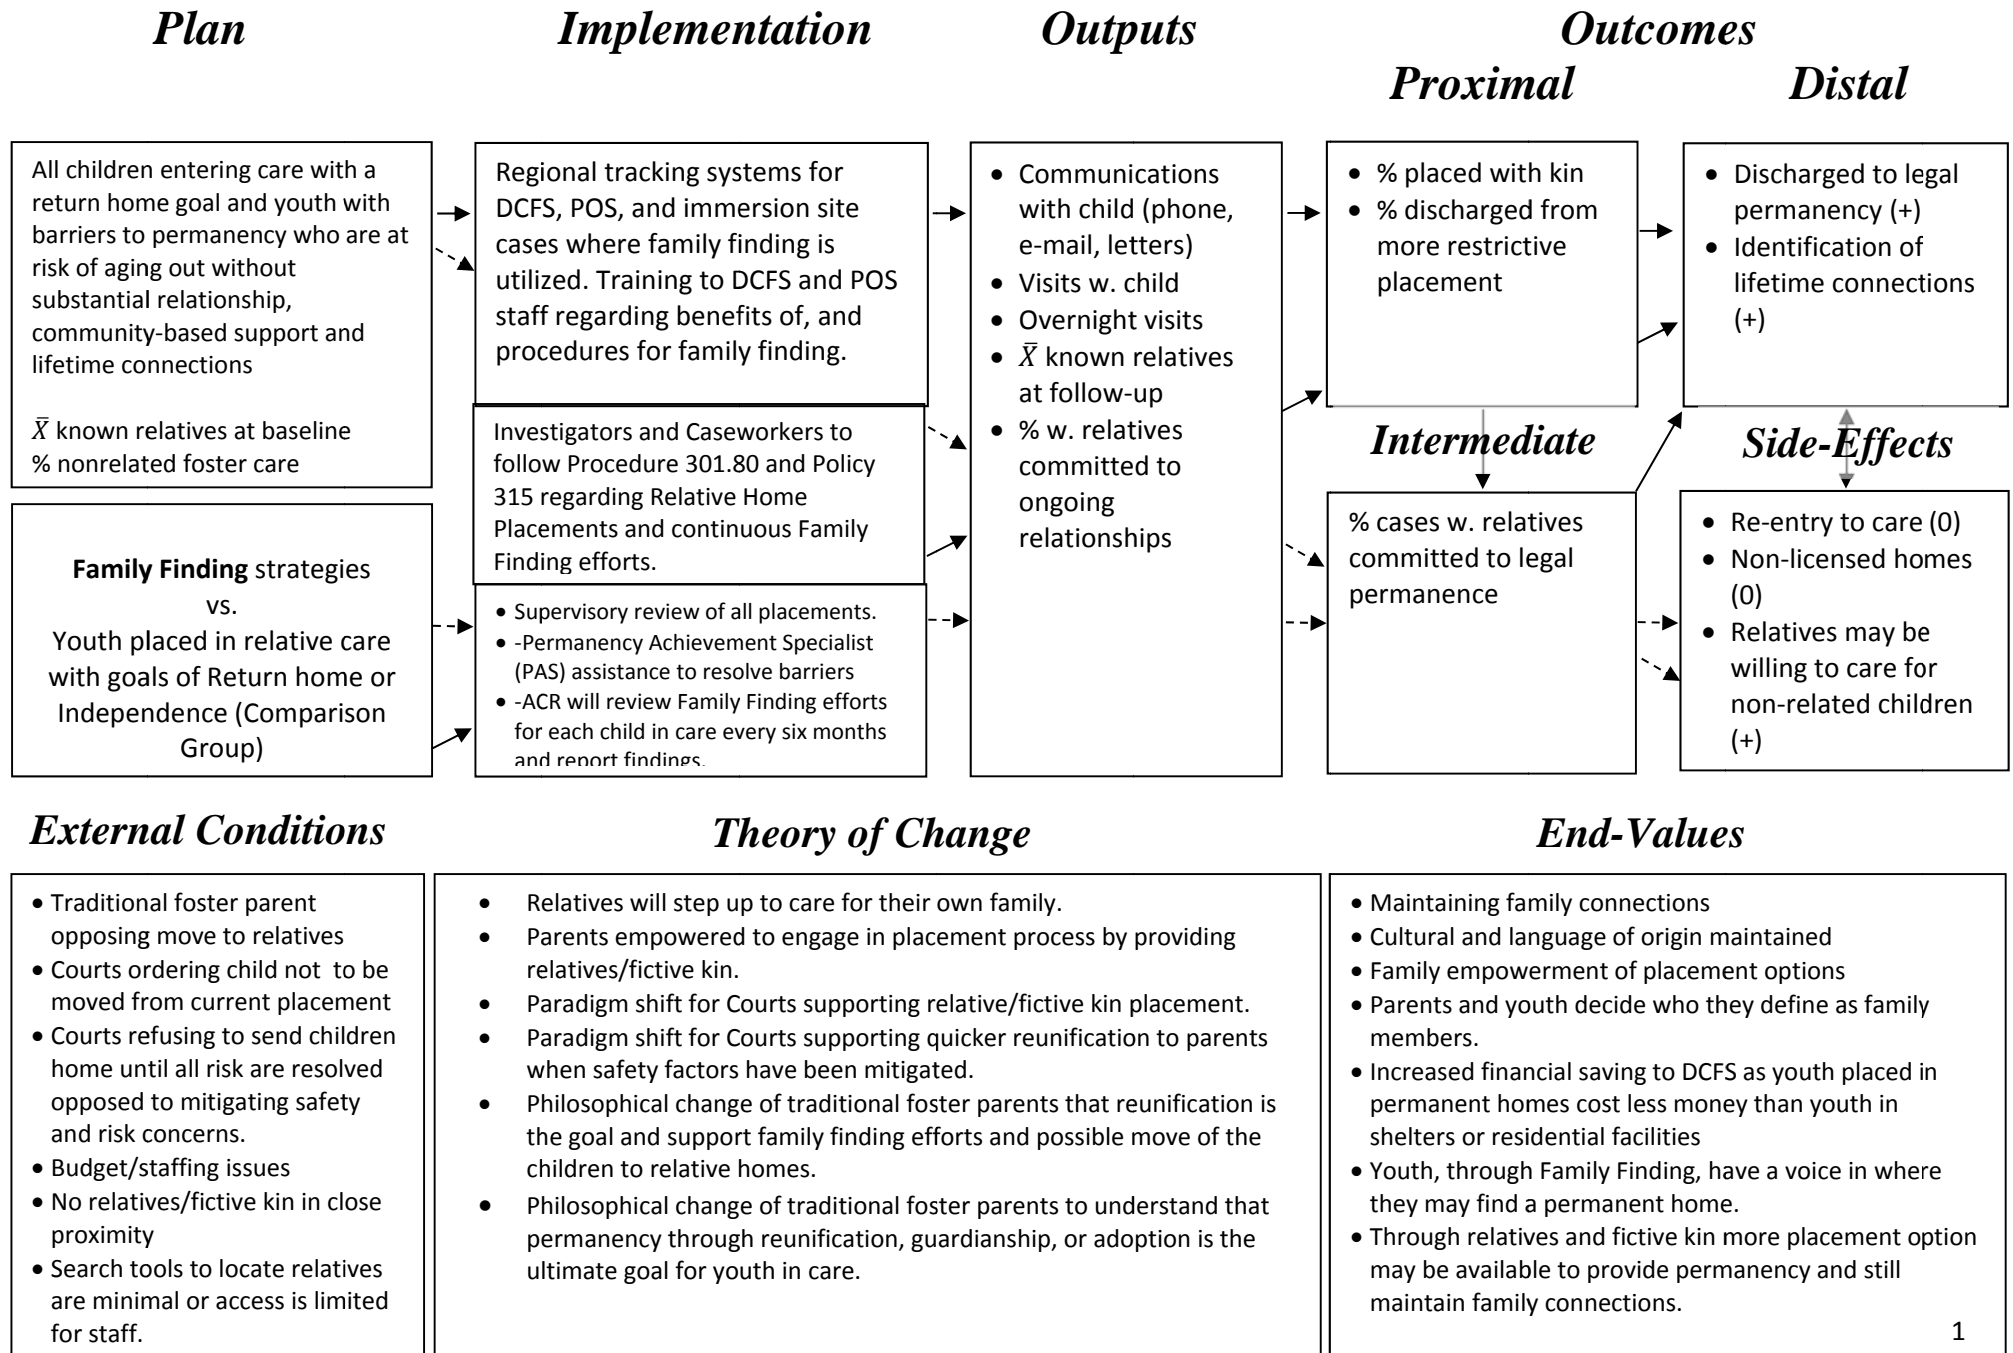 Plan
Implementation
Outputs
Outcomes
Proximal
Distal
All children entering care with a
return home goal and youth with
barriers to permanency who are at
risk of aging out without
substantial relationship,
community-based support and
lifetime connections
X̄ known relatives at baseline
% nonrelated foster care
Family Finding strategies
vs.
Youth placed in relative care
with goals of Return home or
Independence (Comparison
Group)
Regional tracking systems for
DCFS, POS, and immersion site
cases where family finding is
utilized. Training to DCFS and POS
staff regarding benefits of, and
procedures for family finding.
Investigators and Caseworkers to
follow Procedure 301.80 and Policy
315 regarding Relative Home
Placements and continuous Family
Finding efforts.
• Supervisory review of all placements.
• -Permanency Achievement Specialist
(PAS) assistance to resolve barriers
• -ACR will review Family Finding efforts
for each child in care every six months
and report findings.
• Communications
with child (phone,
e-mail, letters)
• Visits w. child
• Overnight visits
• X̄ known relatives
at follow-up
• % w. relatives
committed to
ongoing
relationships
• % placed with kin
• % discharged from
more restrictive
placement
Intermediate
% cases w. relatives
committed to legal
permanence
• Discharged to legal
permanency (+)
• Identification of
lifetime connections
(+)
Side-Effects
• Re-entry to care (0)
• Non-licensed homes
(0)
• Relatives may be
willing to care for
non-related children
(+)
External Conditions
• Traditional foster parent
opposing move to relatives
• Courts ordering child not to be
moved from current placement
• Courts refusing to send children
home until all risk are resolved
opposed to mitigating safety
and risk concerns.
• Budget/staffing issues
• No relatives/fictive kin in close
proximity
• Search tools to locate relatives
are minimal or access is limited
for staff.
Theory of Change
• Relatives will step up to care for their own family.
• Parents empowered to engage in placement process by providing
relatives/fictive kin.
• Paradigm shift for Courts supporting relative/fictive kin placement.
• Paradigm shift for Courts supporting quicker reunification to parents
when safety factors have been mitigated.
• Philosophical change of traditional foster parents that reunification is
the goal and support family finding efforts and possible move of the
children to relative homes.
• Philosophical change of traditional foster parents to understand that
permanency through reunification, guardianship, or adoption is the
ultimate goal for youth in care.
End-Values
• Maintaining family connections
• Cultural and language of origin maintained
• Family empowerment of placement options
• Parents and youth decide who they define as family
members.
• Increased financial saving to DCFS as youth placed in
permanent homes cost less money than youth in
shelters or residential facilities
• Youth, through Family Finding, have a voice in where
they may find a permanent home.
• Through relatives and fictive kin more placement option
may be available to provide permanency and still
maintain family connections.
1